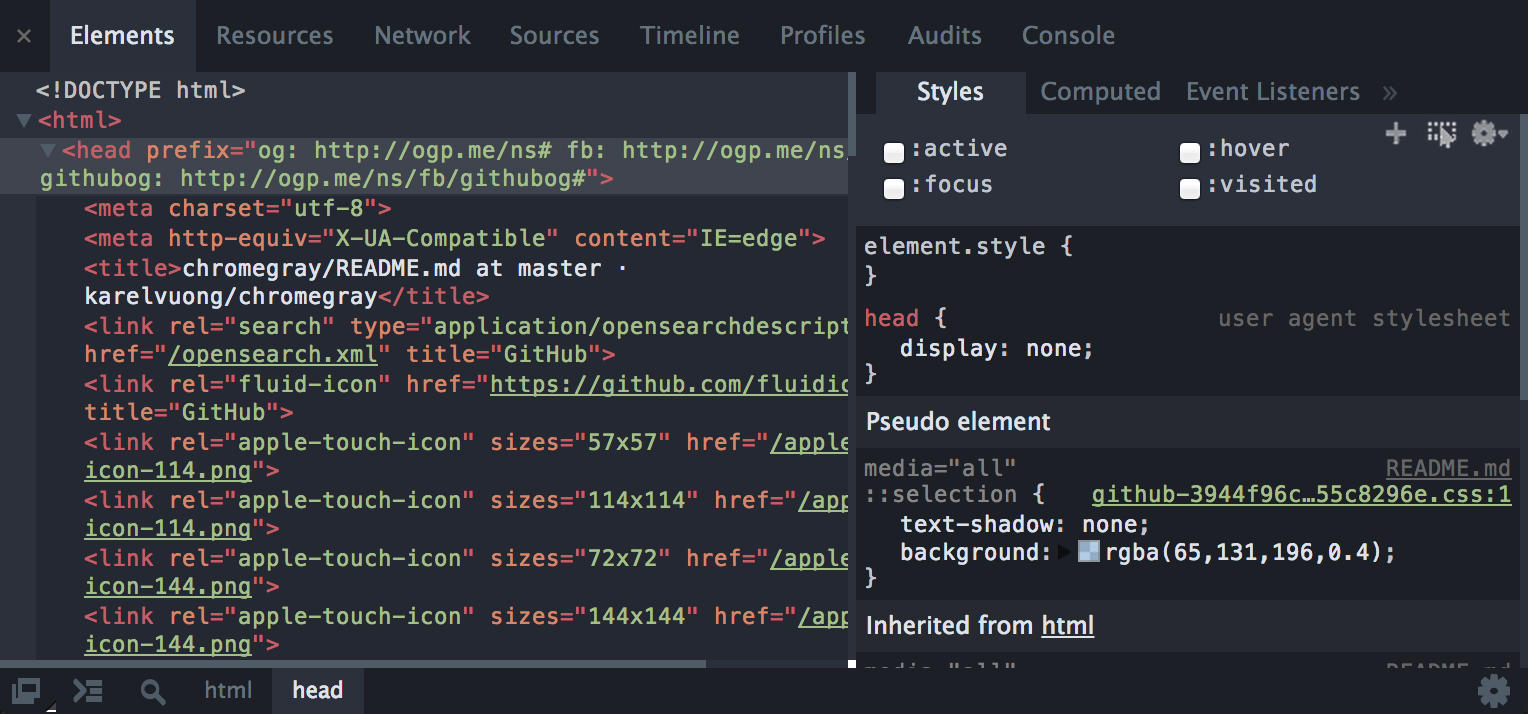 × Elements Resources Network Sources Timeline Profiles Audits Console
<!DOCTYPE html>
<html>
<head prefix="og: http://ogp.me/ns# fb: http://ogp.me/ns
githubog: http://ogp.me/ns/fb/githubog#">
<meta charset="utf-8">
<meta http-equiv="X-UA-Compatible" content="IE=edge">
<title>chromegray/README.md at master ·
karelvuong/chromegray</title>
<link rel="search" type="application/opensearchdescript
href="/opensearch.xml" title="GitHub">
<link rel="fluid-icon" href="https://github.com/fluidic
title="GitHub">
<link rel="apple-touch-icon" sizes="57x57" href="/apple
icon-114.png">
<link rel="apple-touch-icon" sizes="114x114" href="/app
icon-114.png">
<link rel="apple-touch-icon" sizes="72x72" href="/apple
icon-144.png">
<link rel="apple-touch-icon" sizes="144x144" href="/app
icon-144.png">
Styles Computed Event Listeners »
:active :hover
:focus :visited
element.style {
}
head { user agent stylesheet
display: none;
}
Pseudo element
media="all" README.md
::selection { github-3944f96c…55c8296e.css:1
text-shadow: none;
background: rgba(65,131,196,0.4);
}
Inherited from html
media="all" README.md
html head